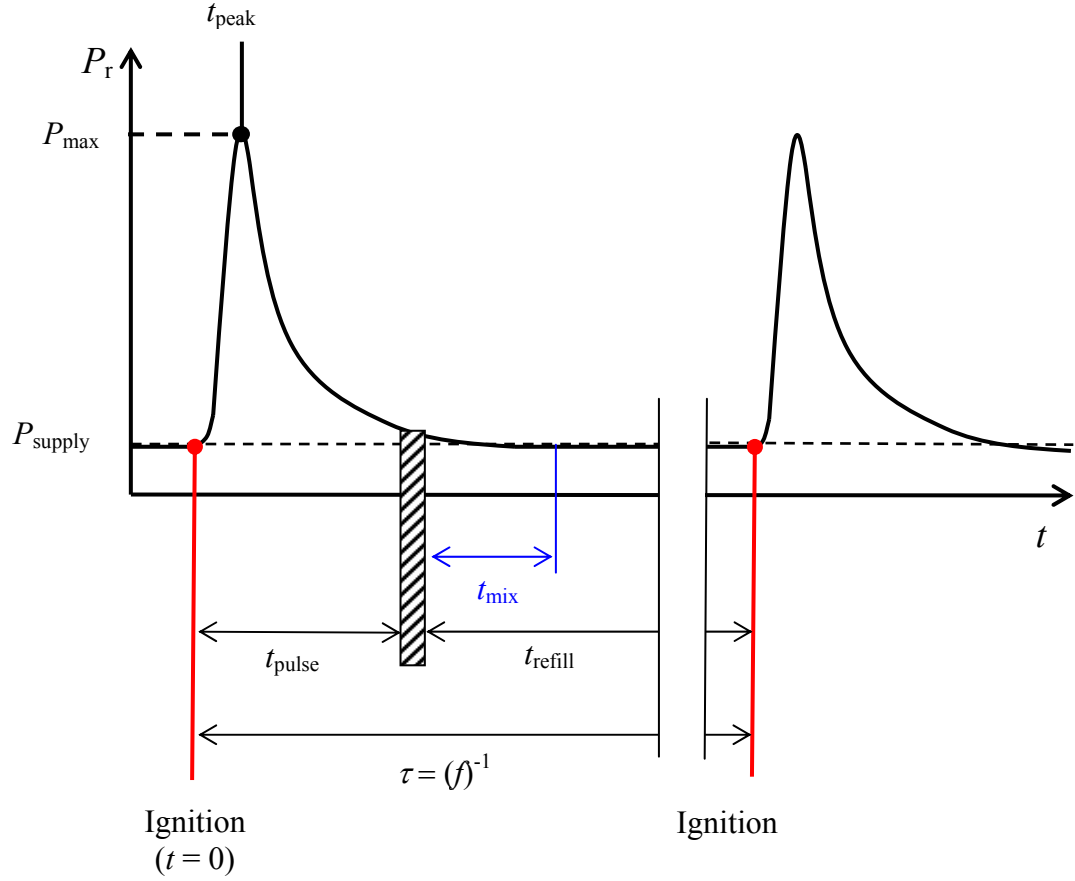 t_peak
P_r
P_max
P_supply
t
t_mix
t_pulse
t_refill
τ = (f)^-1
Ignition
(t = 0)
Ignition